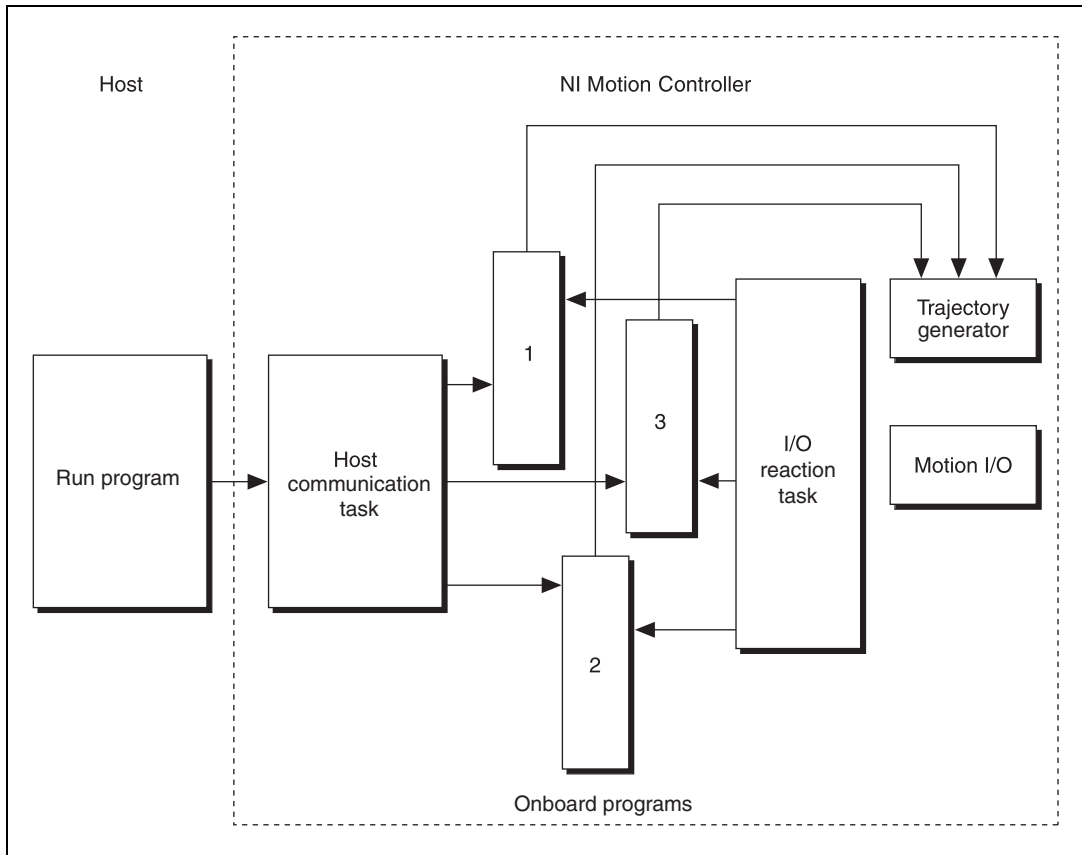 Host
NI Motion Controller
Run program
Host
communication
task
1
3
2
I/O
reaction
task
Trajectory
generator
Motion I/O
Onboard programs